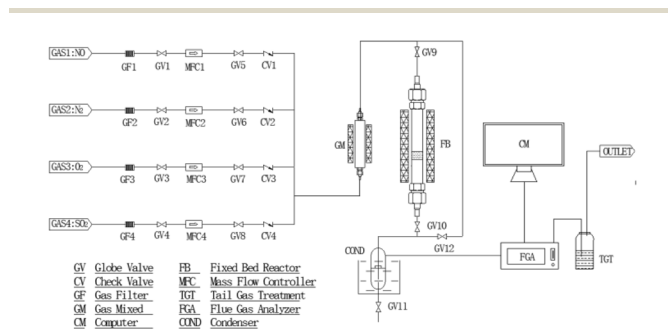 GV9
GAS1:NO
GF1 GV1 MFC1 GV5 CV1
GAS2:N₂
GF2 GV2 MFC2 GV6 CV2
GM FB CM
OUTLET
GAS3:O₂
GF3 GV3 MFC3 GV7 CV3
GAS4:SO₂
GF4 GV4 MFC4 GV8 CV4
GV10
GV12
COND
FGA
TGT
GV11
GV Globe Valve FB Fixed Bed Reactor
CV Check Valve MFC Mass Flow Controller
GF Gas Filter TGT Tail Gas Treatment
GM Gas Mixed FGA Flue Gas Analyzer
CM Computer COND Condenser